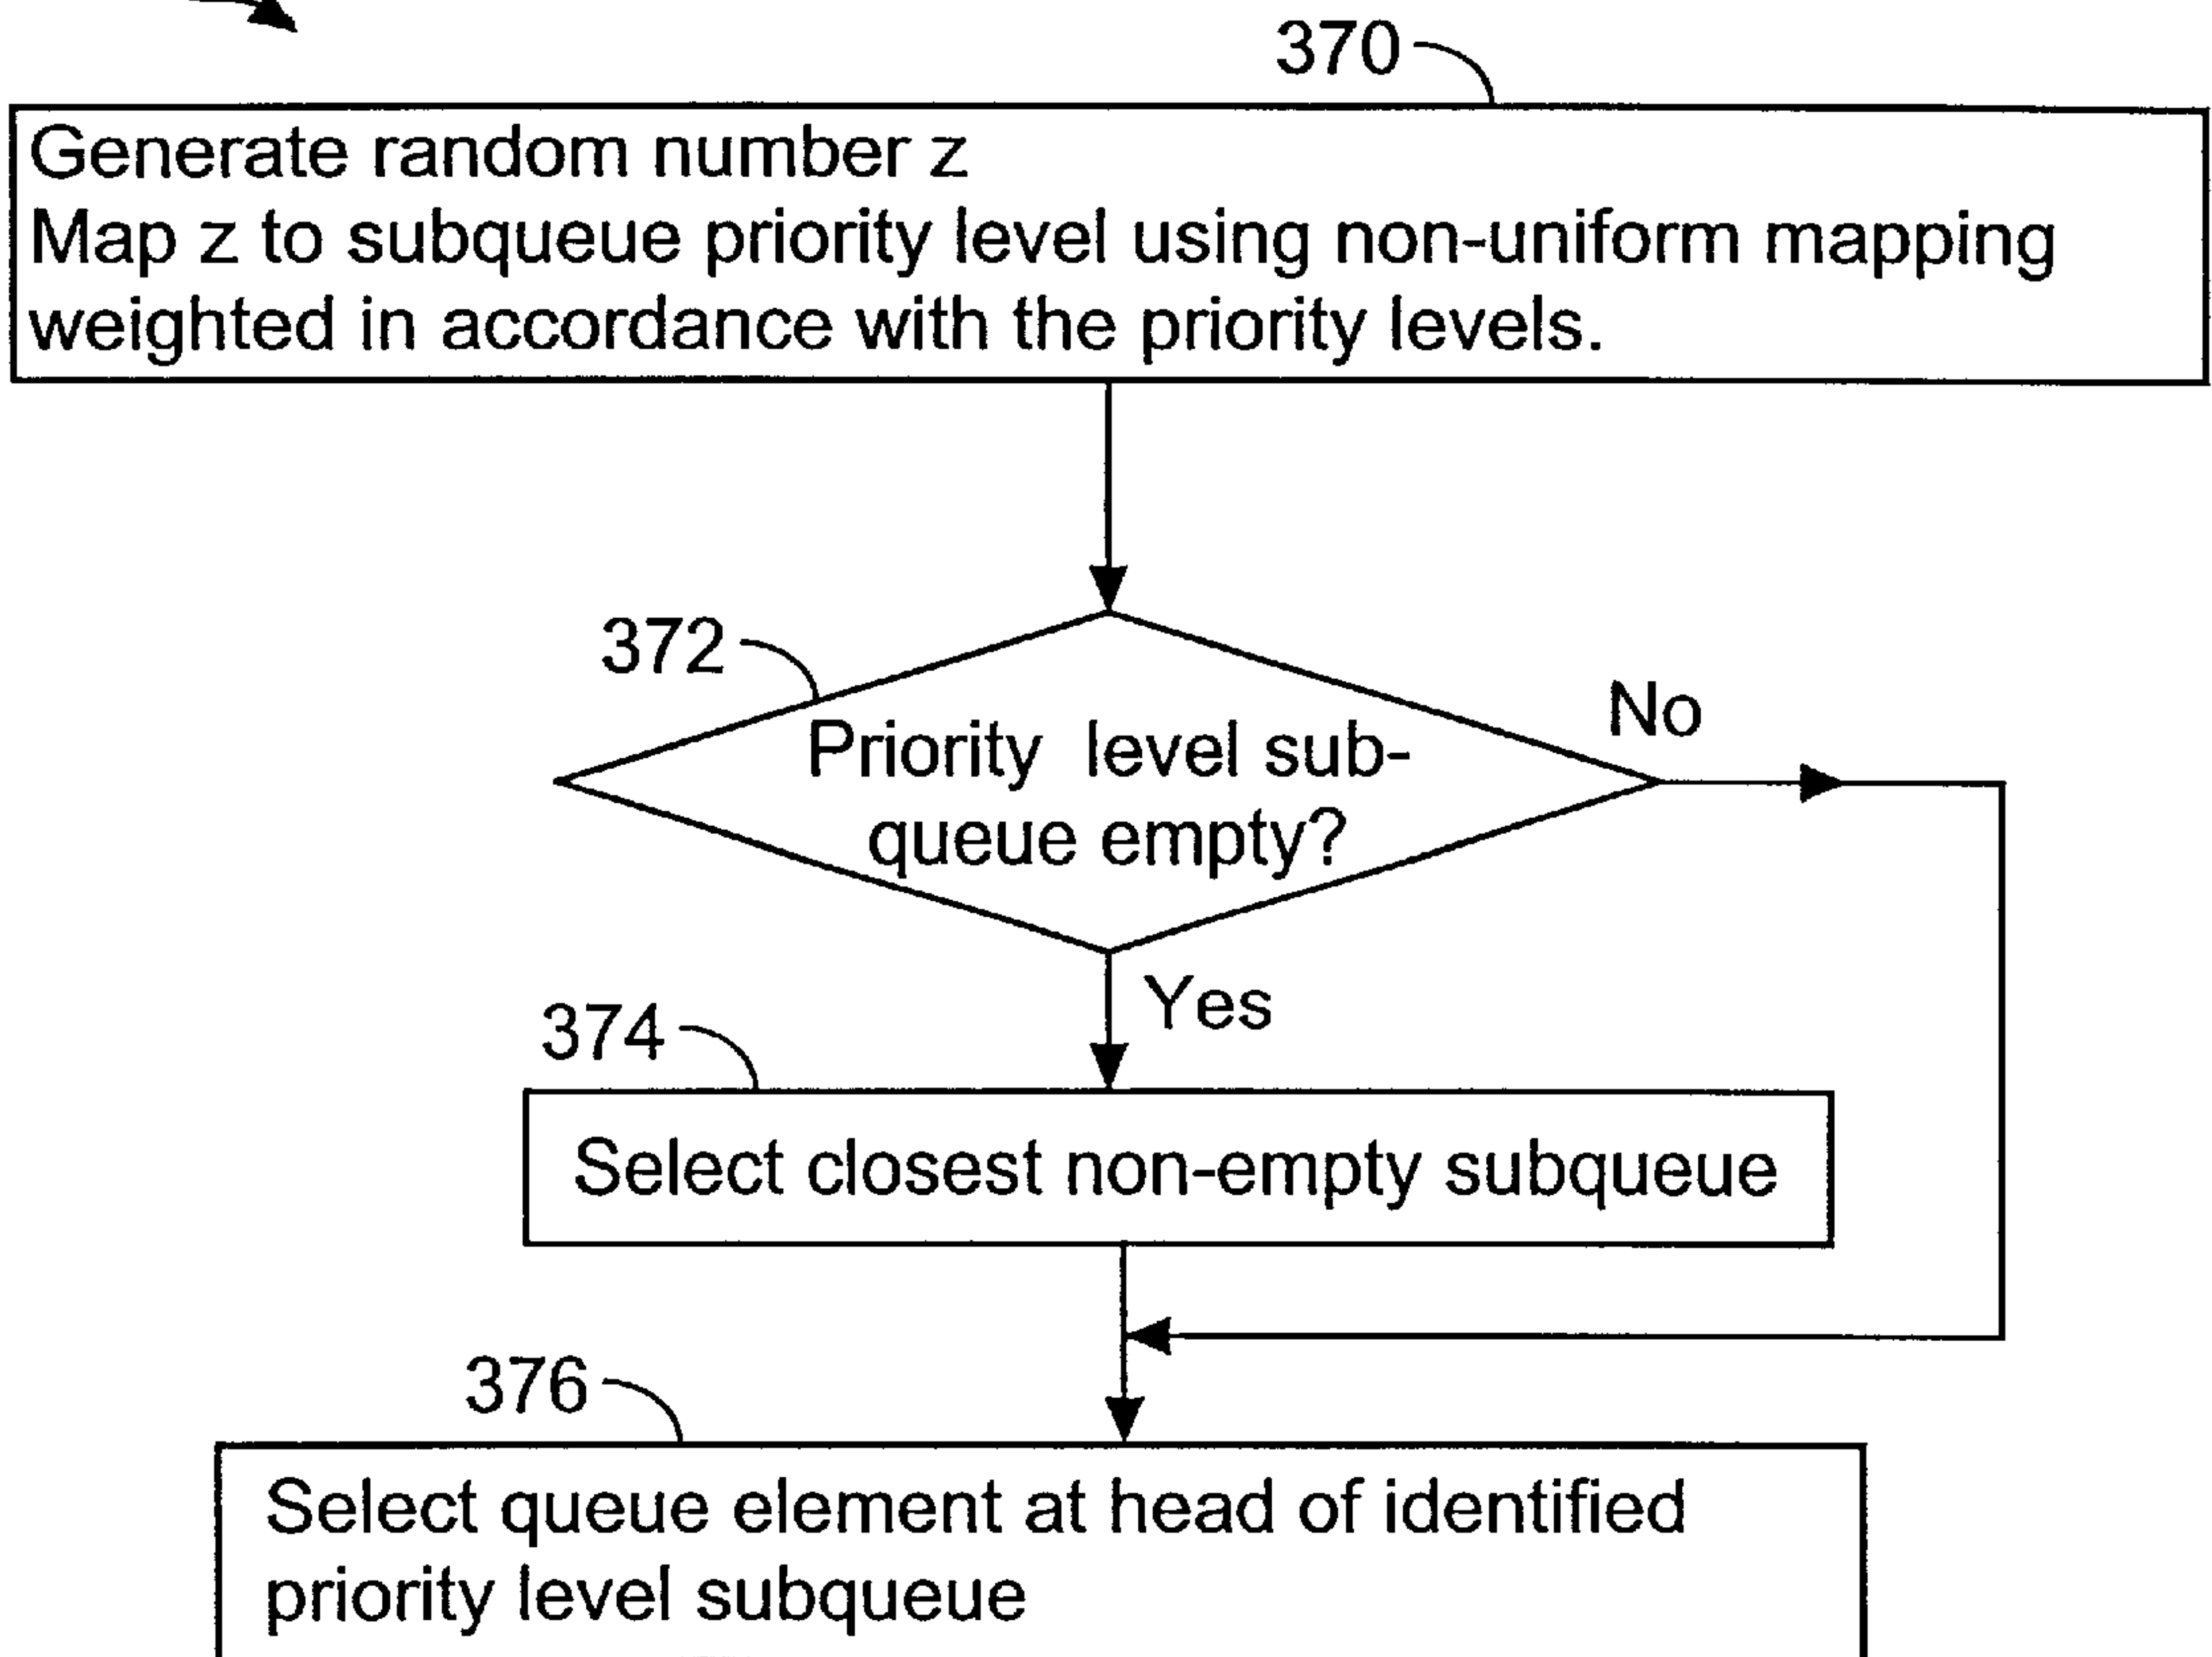 370
Generate random number z
Map z to subqueue priority level using non-uniform mapping
weighted in accordance with the priority levels.
372
No
Priority level sub-
queue empty?
Yes
374
Select closest non-empty subqueue
376
Select queue element at head of identified
priority level subqueue